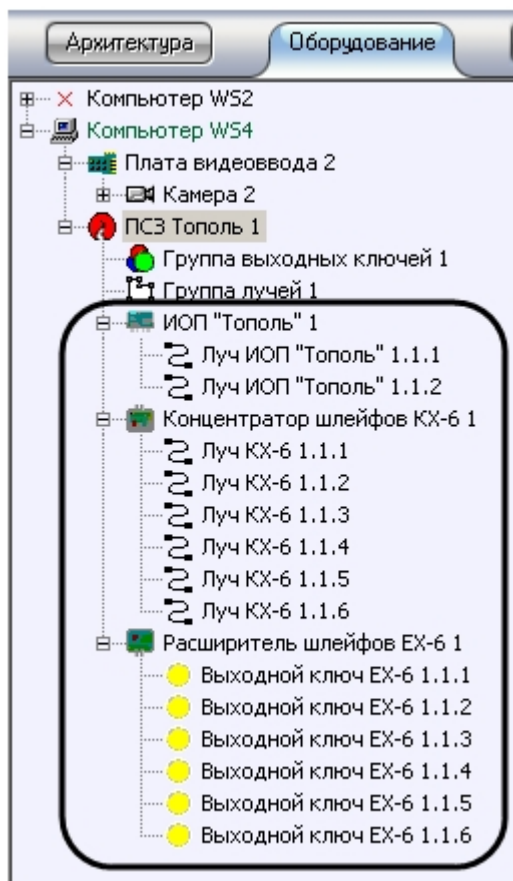 Архитектура
Оборудование
Компьютер WS2
Компьютер WS4
Плата видеоввода 2
Камера 2
ПСЗ Тополь 1
Группа выходных ключей 1
Группа лучей 1
ИОП "Тополь" 1
Луч ИОП "Тополь" 1.1.1
Луч ИОП "Тополь" 1.1.2
Концентратор шлейфов КХ-6 1
Луч КХ-6 1.1.1
Луч КХ-6 1.1.2
Луч КХ-6 1.1.3
Луч КХ-6 1.1.4
Луч КХ-6 1.1.5
Луч КХ-6 1.1.6
Расширитель шлейфов ЕХ-6 1
Выходной ключ ЕХ-6 1.1.1
Выходной ключ ЕХ-6 1.1.2
Выходной ключ ЕХ-6 1.1.3
Выходной ключ ЕХ-6 1.1.4
Выходной ключ ЕХ-6 1.1.5
Выходной ключ ЕХ-6 1.1.6